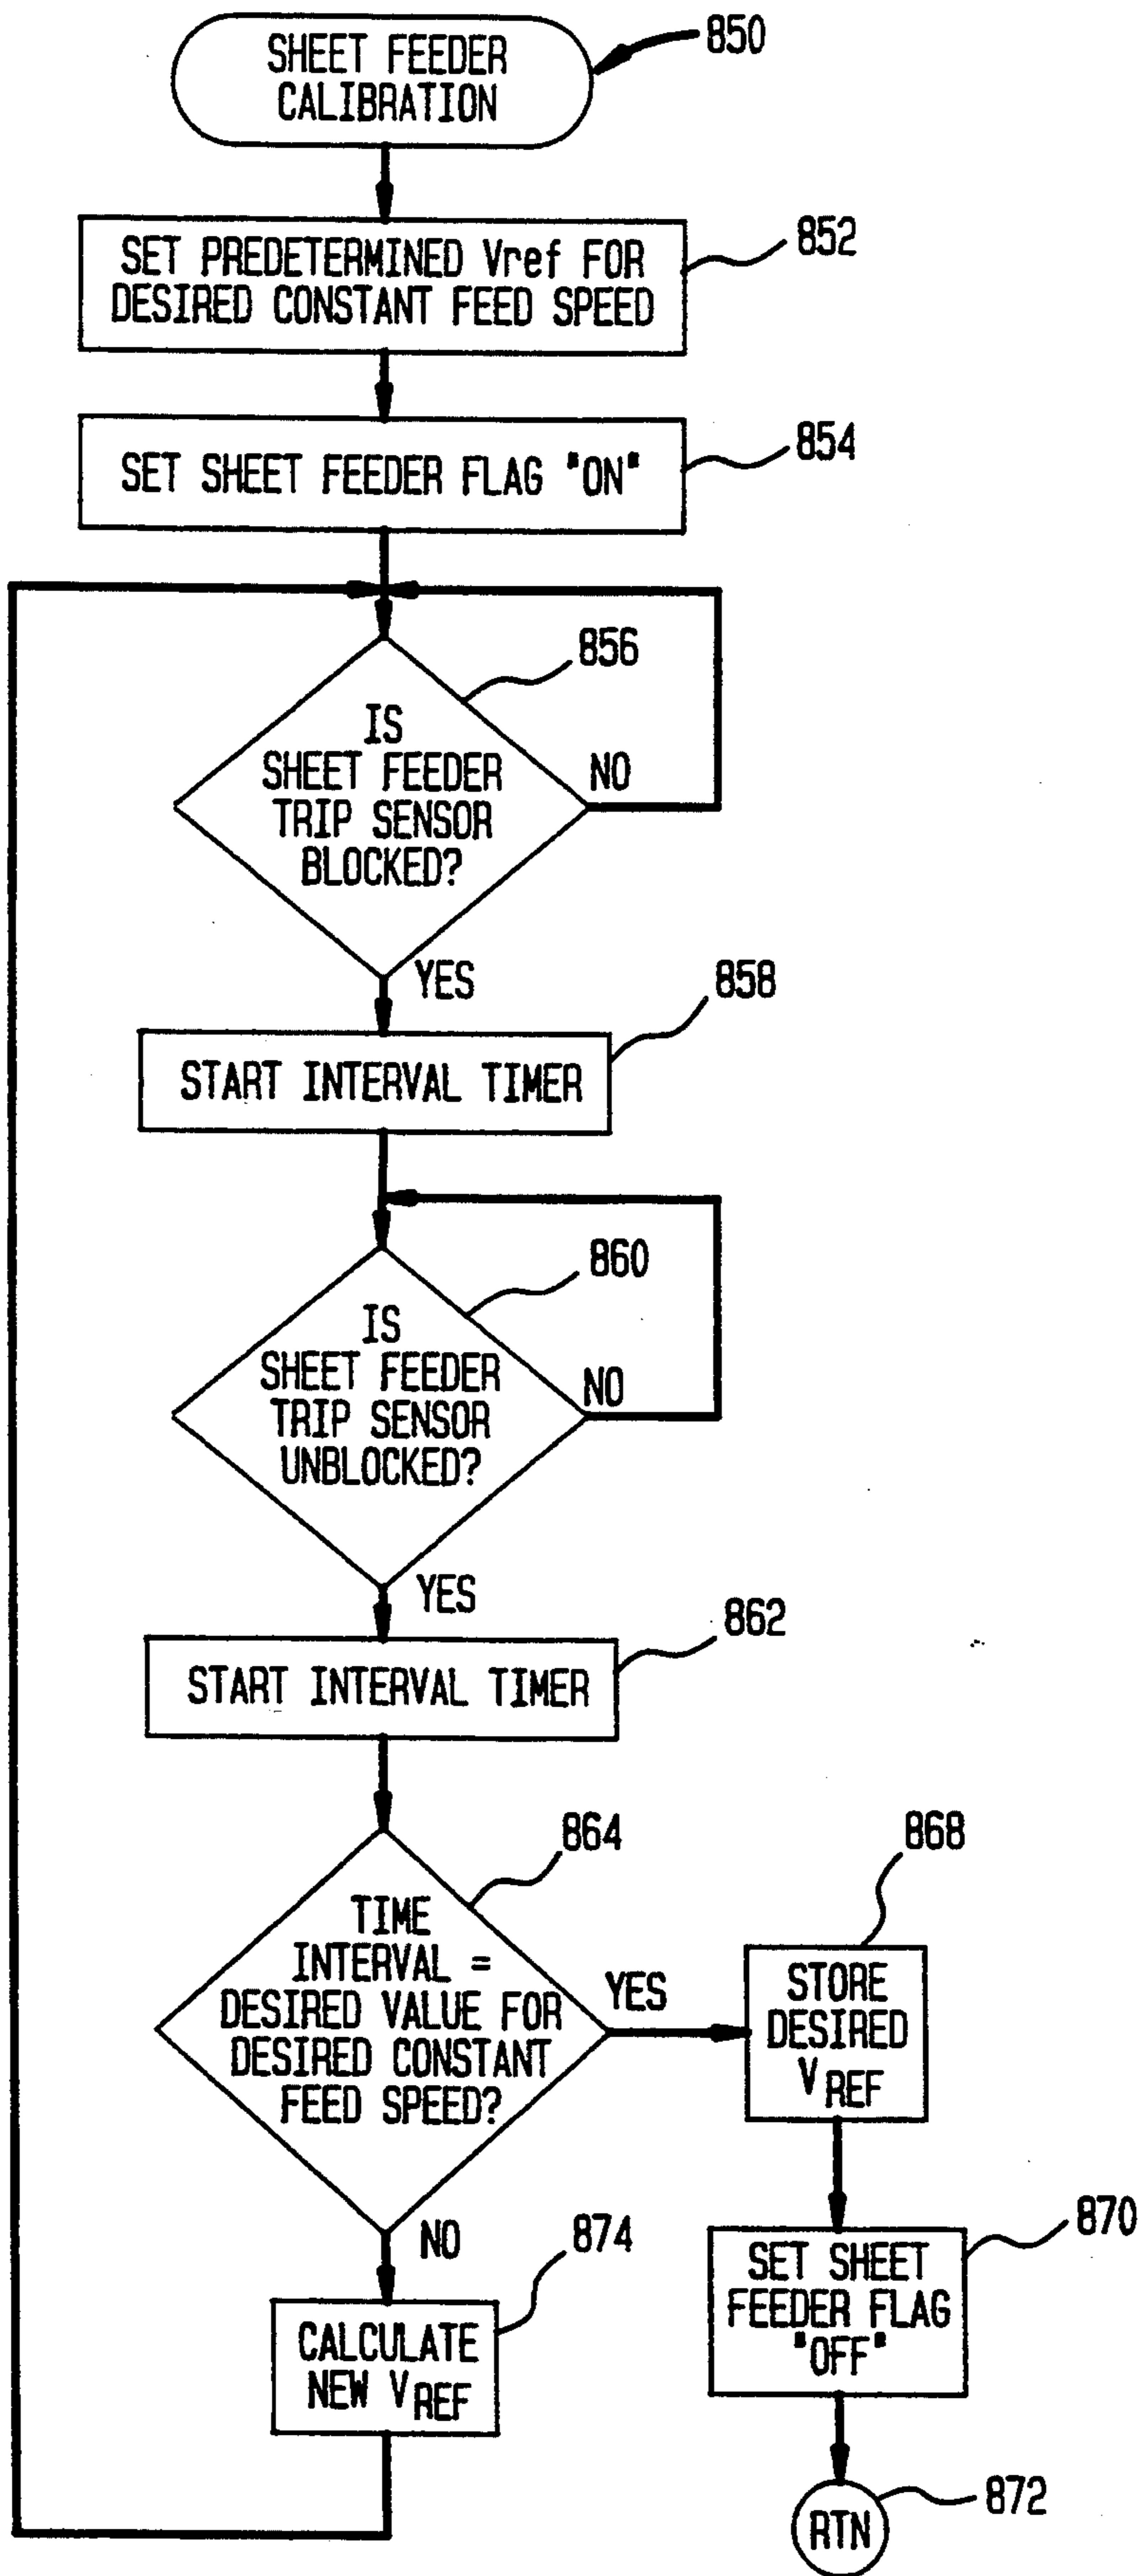 SHEET FEEDER
CALIBRATION
850
SET PREDETERMINED Vref FOR
DESIRED CONSTANT FEED SPEED
852
SET SHEET FEEDER FLAG "ON"
854
IS
SHEET FEEDER
TRIP SENSOR
BLOCKED?
856
NO
YES
START INTERVAL TIMER
858
IS
SHEET FEEDER
TRIP SENSOR
UNBLOCKED?
860
NO
YES
START INTERVAL TIMER
862
TIME
INTERVAL =
DESIRED VALUE FOR
DESIRED CONSTANT
FEED SPEED?
864
YES
STORE
DESIRED
VREF
868
NO
CALCULATE
NEW VREF
874
SET SHEET
FEEDER FLAG
"OFF"
870
RTN
872